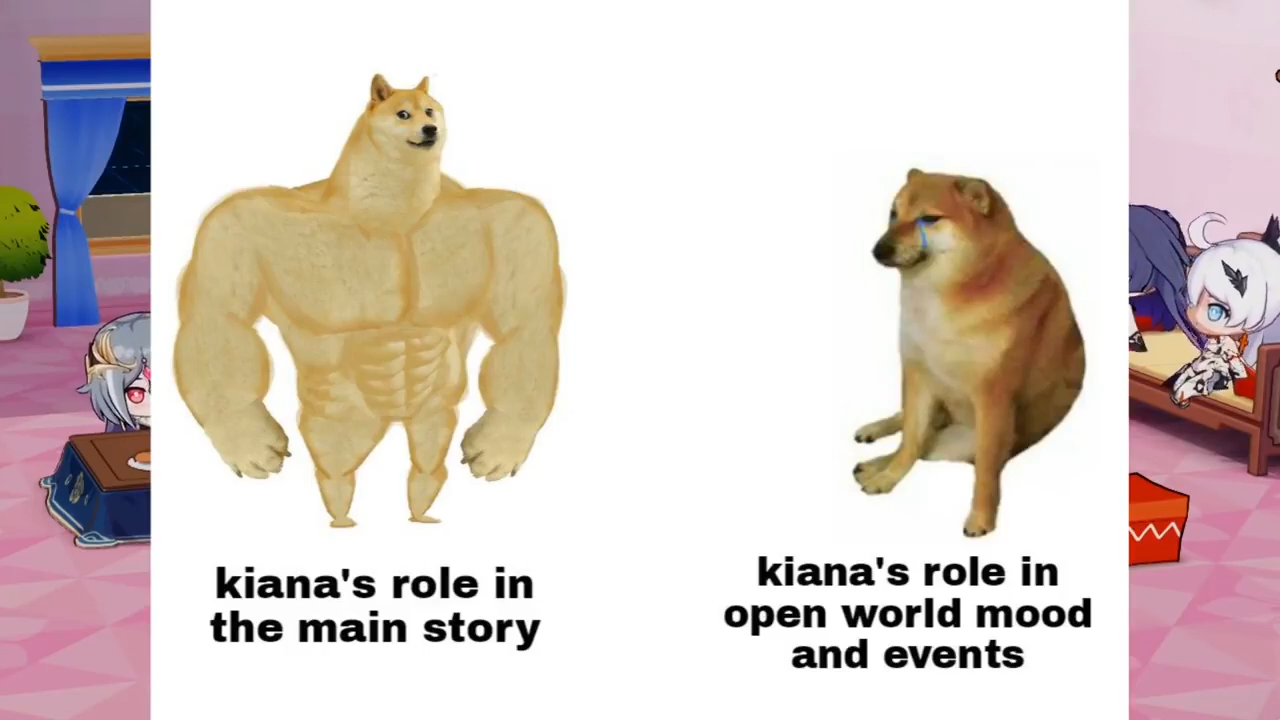 kiana's role in
the main story
kiana's role in
open world mood
and events